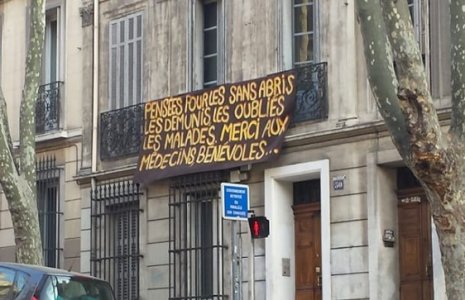 PENSÉES POUR LES SANS ABRIS
LES DÉMUNIS LES OUBLIÉS
LES MALADES, MERCI AUX
MÉDECINS BÉNÉVOLES...